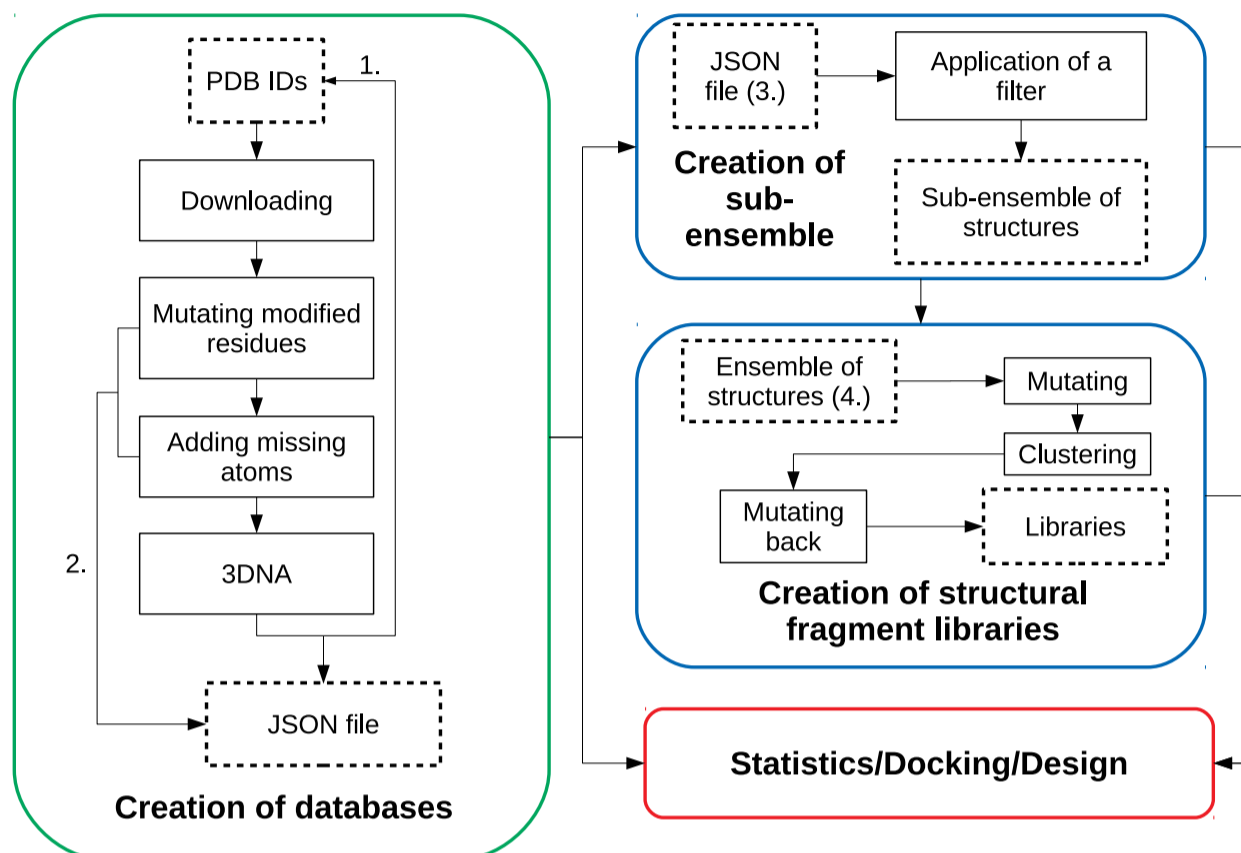 1.
PDB IDs
Downloading
Mutating modified
residues
Adding missing
atoms
2.
3DNA
JSON file
Creation of databases
JSON
file (3.)
Application of a
filter
Creation of
sub-
ensemble
Sub-ensemble of
structures
Ensemble of
structures (4.)
Mutating
Clustering
Mutating
back
Libraries
Creation of structural
fragment libraries
Statistics/Docking/Design